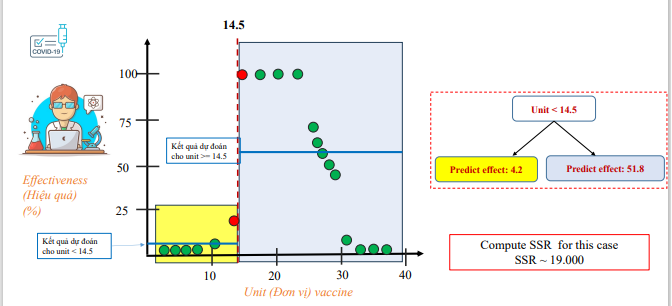 14.5
COVID-19
100
75
50
25
Kết quả dự đoán
cho unit >= 14.5
Effectiveness
(Hiệu quả)
(%)
Kết quả dự đoán
cho unit < 14.5
10
20
30
40
Unit (Đơn vị) vaccine
Unit < 14.5
Predict effect: 4.2
Predict effect: 51.8
Compute SSR for this case
SSR ~ 19.000